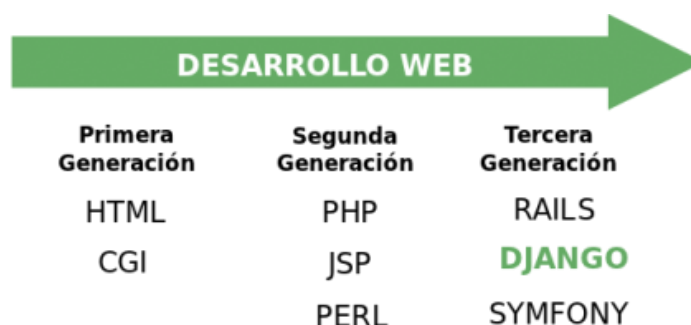 DESARROLLO WEB
Primera
Generación
HTML
CGI
Segunda
Generación
PHP
JSP
PERL
Tercera
Generación
RAILS
DJANGO
SYMFONY